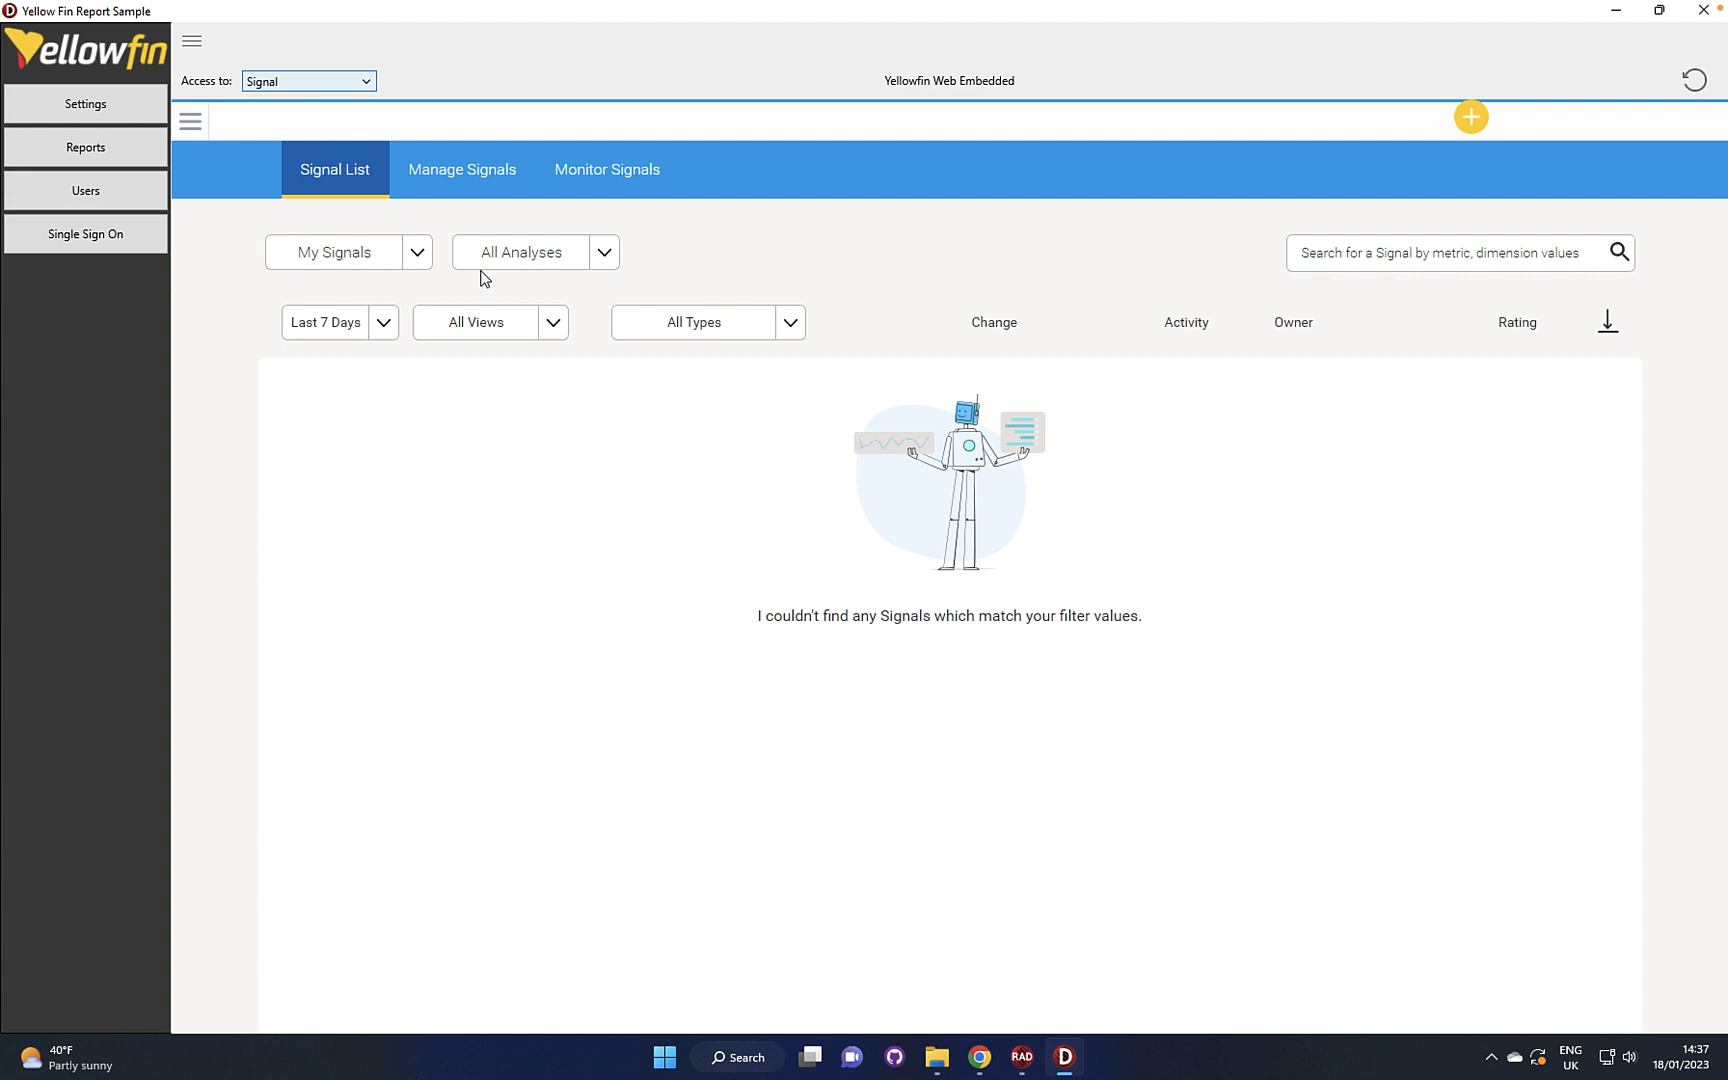 Yellow Fin Report Sample
Yellowfin
Access to: Signal
Yellowfin Web Embedded
Settings
Reports
Users
Single Sign On
Signal List
Manage Signals
Monitor Signals
My Signals
All Analyses
Search for a Signal by metric, dimension values
Last 7 Days
All Views
All Types
Change
Activity
Owner
Rating
I couldn't find any Signals which match your filter values.
40°F
Partly sunny
Search
RAD
D
ENG
UK
14:37
18/01/2023